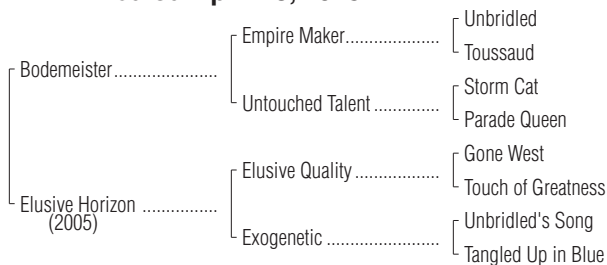 Unbridled
Empire Maker....................
Toussaud
Bodemeister......................
Storm Cat
Untouched Talent ..............
Parade Queen
Gone West
Elusive Quality ..................
Touch of Greatness
Elusive Horizon ................
(2005)
Unbridled's Song
Exogenetic ........................
Tangled Up in Blue